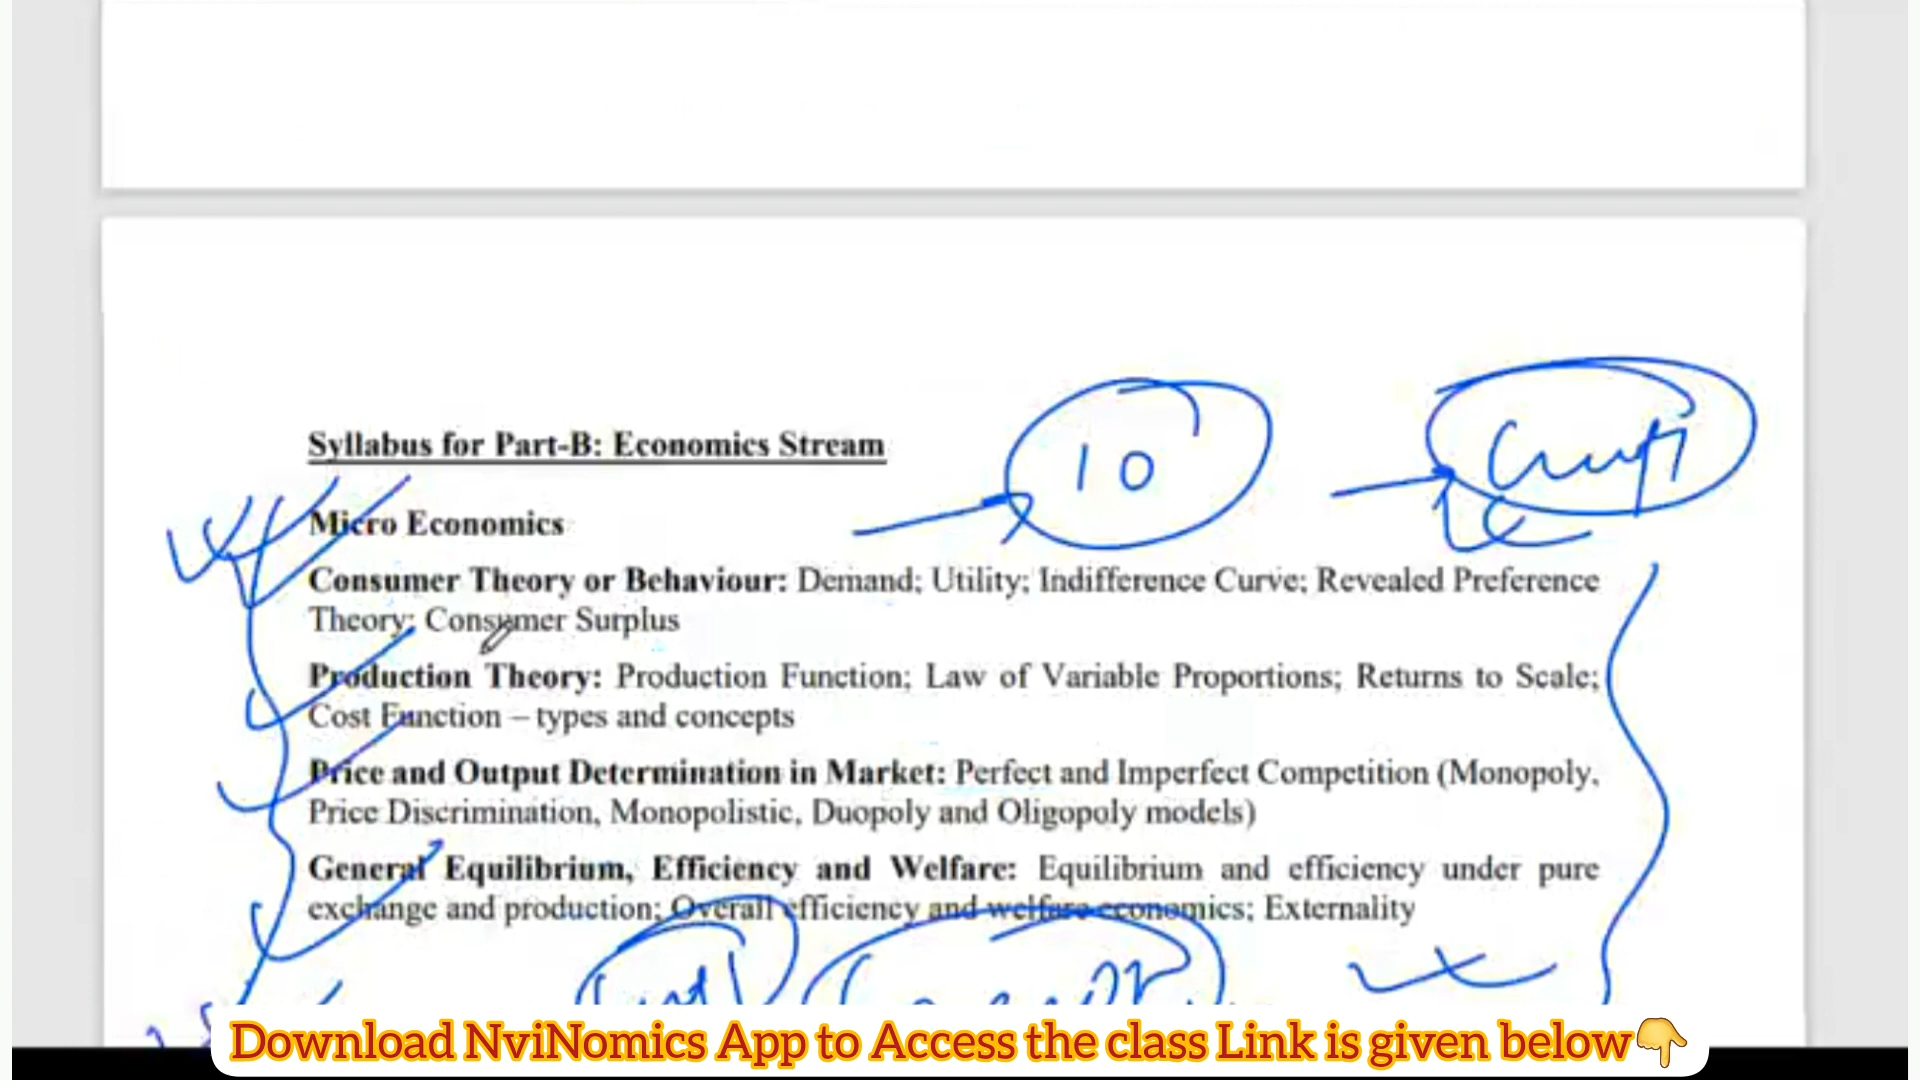 Syllabus for Part-B: Economics Stream
10
Micro Economics
Consumer Theory or Behaviour: Demand; Utility; Indifference Curve; Revealed Preference
Theory; Consumer Surplus
Production Theory: Production Function; Law of Variable Proportions; Returns to Scale;
Cost Function – types and concepts
Price and Output Determination in Market: Perfect and Imperfect Competition (Monopoly,
Price Discrimination, Monopolistic, Duopoly and Oligopoly models)
General Equilibrium, Efficiency and Welfare: Equilibrium and efficiency under pure
exchange and production; Overall efficiency and welfare economics; Externality
Download NviNomics App to Access the class Link is given below👇